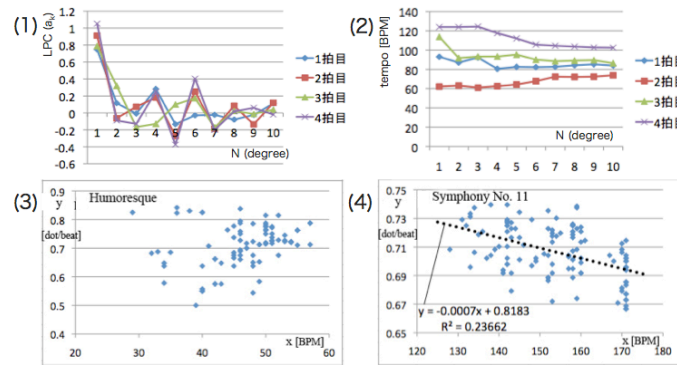 (1)
LPC (ak)
1.2
1
0.8
0.6
0.4
0.2
0
-0.2
-0.4
-0.6
1 2 3 4 5 6 7 8 9 10
N (degree)
1拍目
2拍目
3拍目
4拍目
(2)
tempo [BPM]
140
120
100
80
60
40
20
0
1 2 3 4 5 6 7 8 9 10
N (degree)
1拍目
2拍目
3拍目
4拍目
(3)
Humoresque
y
[dot/beat]
0.9
0.8
0.7
0.6
0.5
0.4
20 30 40 50 60
x [BPM]
(4)
Symphony No. 11
y
[dot/beat]
0.75
0.73
0.71
0.69
0.67
0.65
y = -0.0007x + 0.8183
R² = 0.23662
120 130 140 150 160 170 180
x [BPM]